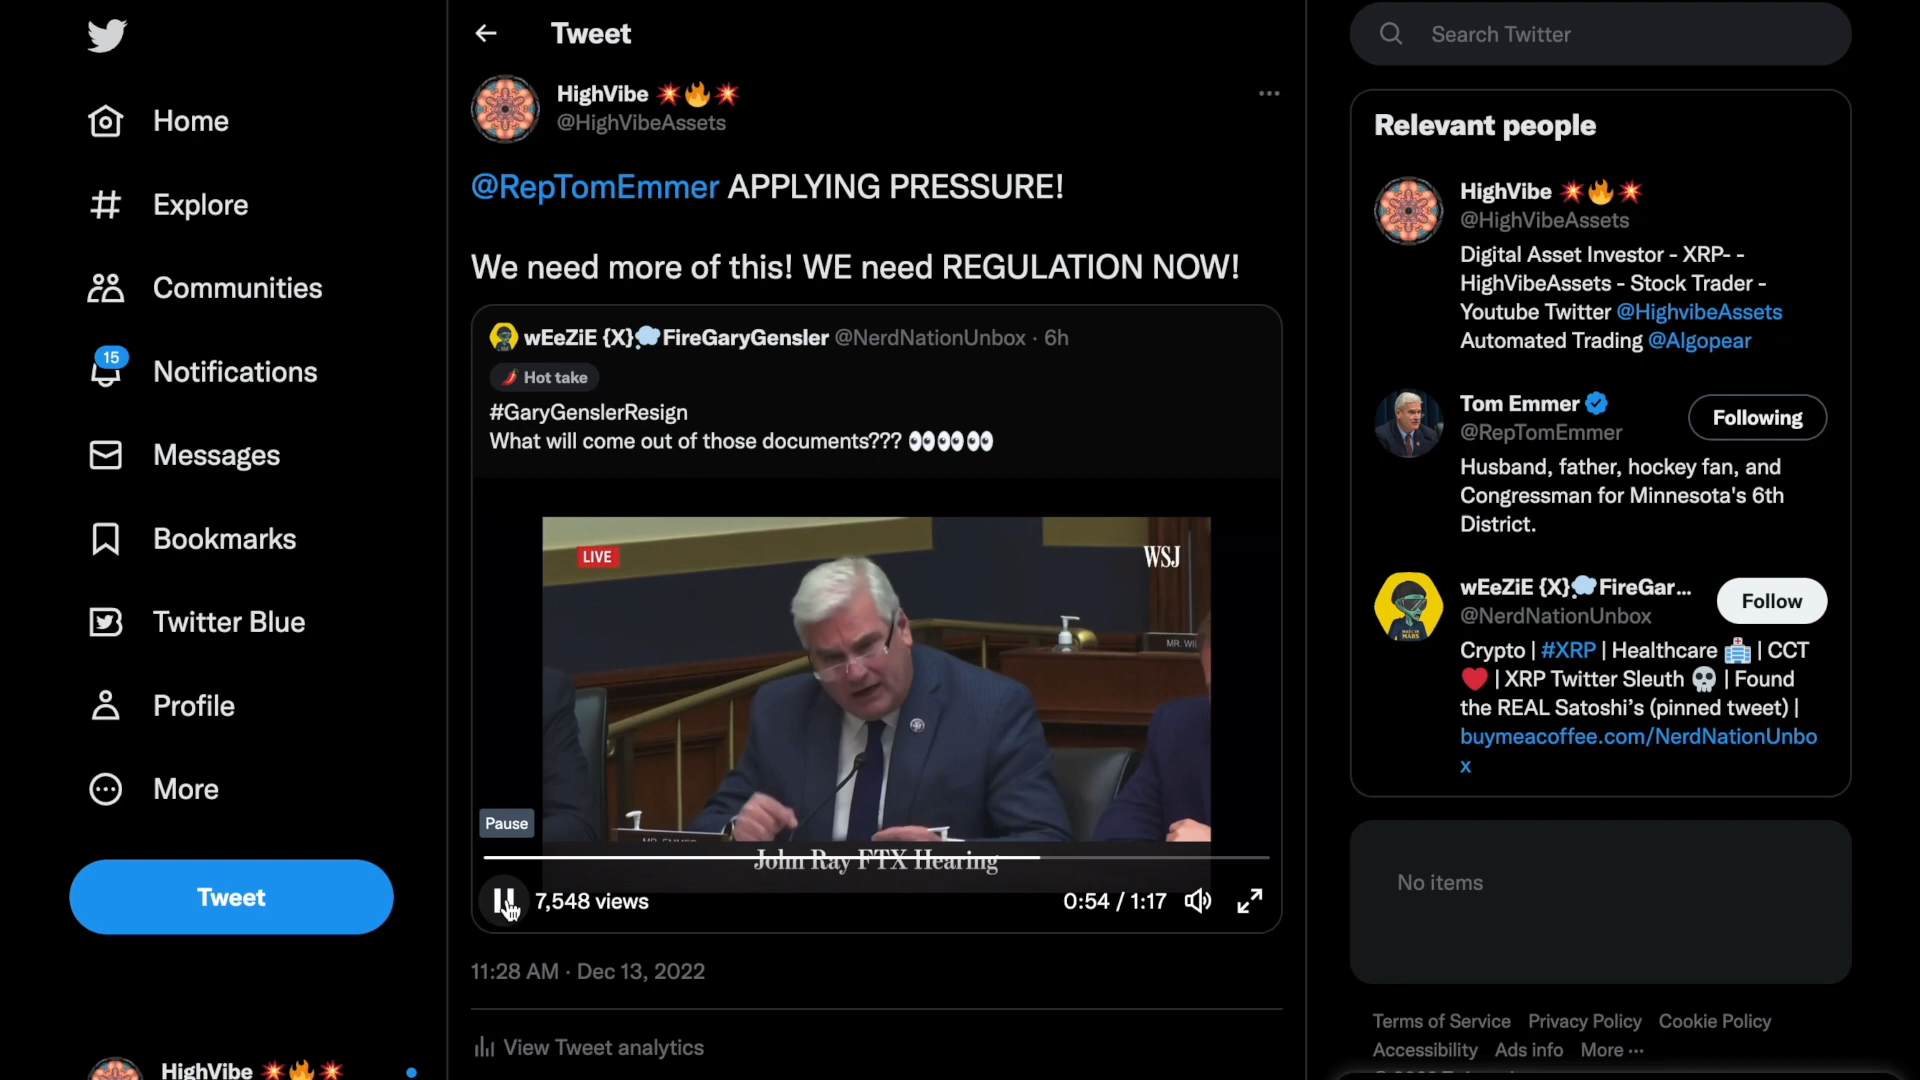 Home
Explore
Communities
15
Notifications
Messages
Bookmarks
Twitter Blue
Profile
More
Tweet
HighVibe 💥🔥💥
Tweet
HighVibe 💥🔥💥
@HighVibeAssets
@RepTomEmmer APPLYING PRESSURE!
We need more of this! WE need REGULATION NOW!
wEeZiE {X}💭FireGaryGensler @NerdNationUnbox · 6h
🌶️ Hot take
#GaryGenslerResign
What will come out of those documents??? 👀👀👀
LIVE
WSJ
MR. WIL
MR. EMMER
John Ray FTX Hearing
Pause
7,548 views
0:54 / 1:17
11:28 AM · Dec 13, 2022
View Tweet analytics
Search Twitter
Relevant people
HighVibe 💥🔥💥
@HighVibeAssets
Digital Asset Investor - XRP- -
HighVibeAssets - Stock Trader -
Youtube Twitter @HighvibeAssets
Automated Trading @Algopear
Tom Emmer
@RepTomEmmer
Following
Husband, father, hockey fan, and
Congressman for Minnesota's 6th
District.
wEeZiE {X}💭FireGar...
@NerdNationUnbox
Follow
MADE ON
MARS
Crypto | #XRP | Healthcare 🏥 | CCT
❤️ | XRP Twitter Sleuth 💀 | Found
the REAL Satoshi's (pinned tweet) |
buymeacoffee.com/NerdNationUnbo
x
No items
Terms of Service Privacy Policy Cookie Policy
Accessibility Ads info More ···